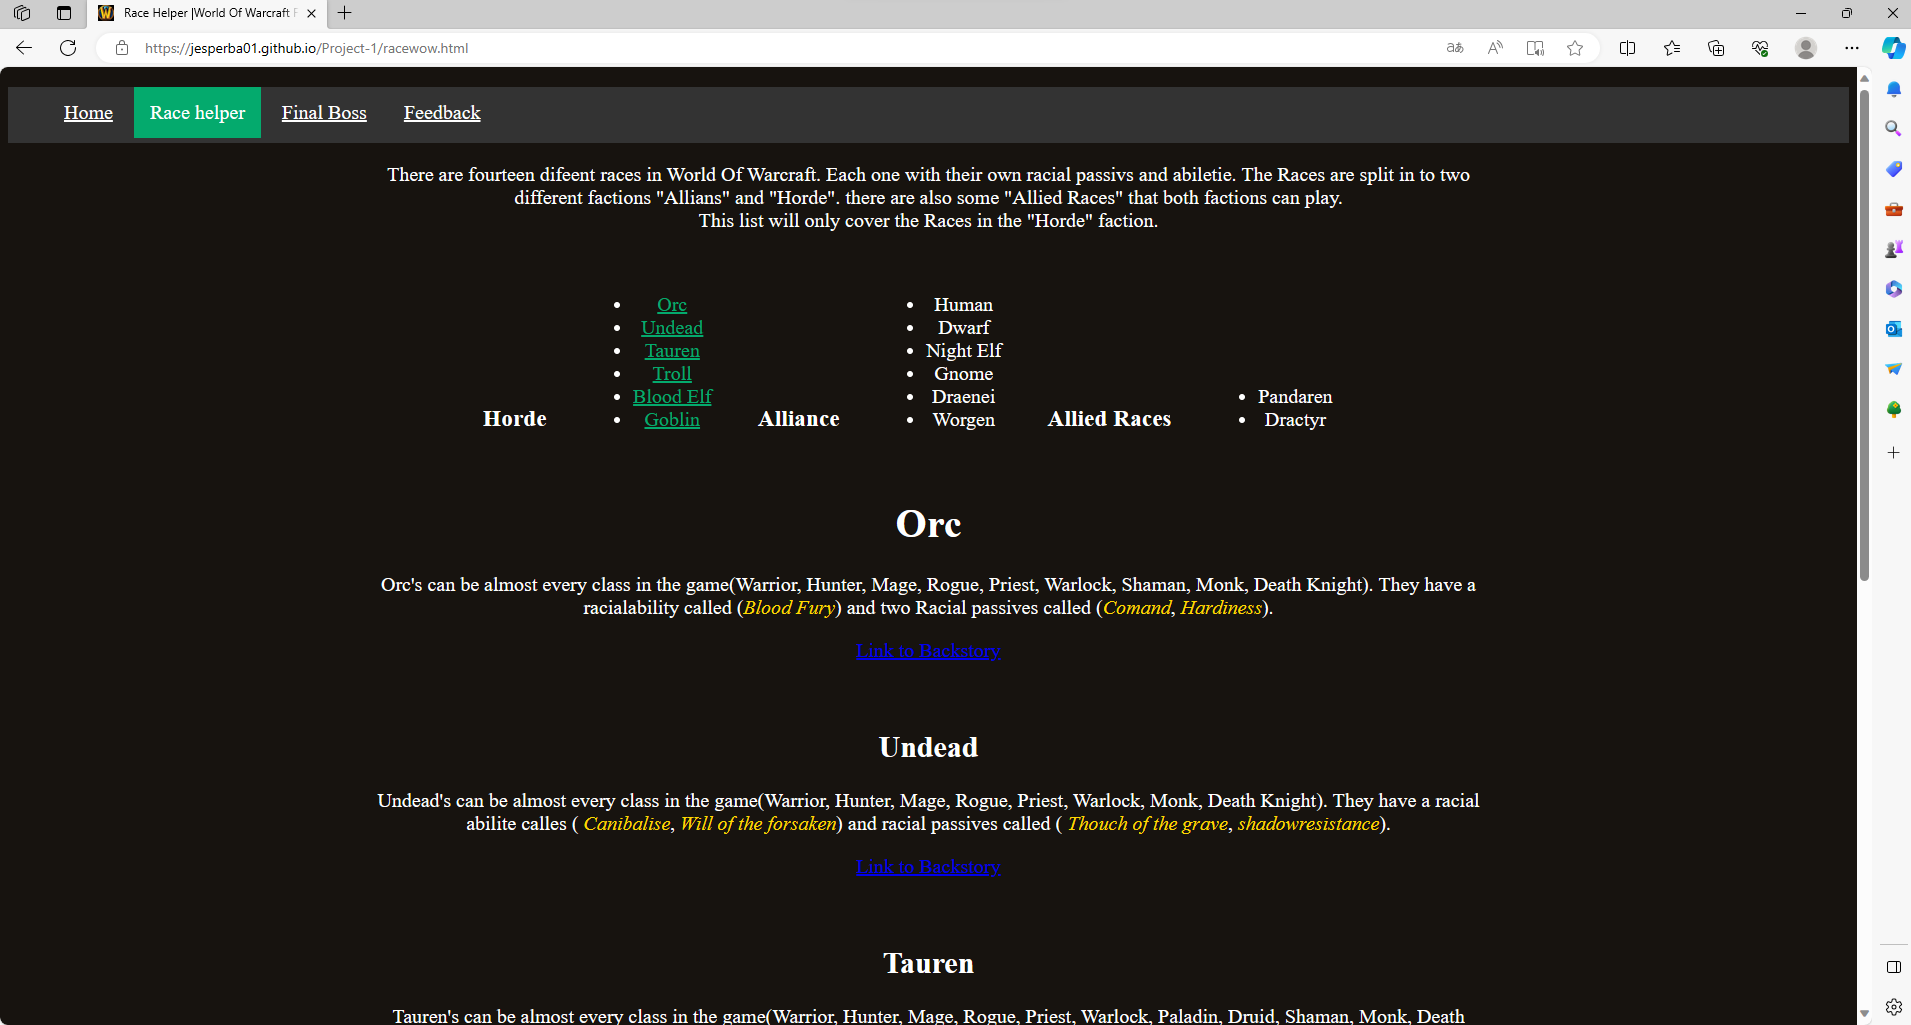 Race Helper |World Of Warcraft
https://jesperba01.github.io/Project-1/racewow.html
Home Race helper Final Boss Feedback
There are fourteen difeent races in World Of Warcraft. Each one with their own racial passivs and abiletie. The Races are split in to two
different factions "Allians" and "Horde". there are also some "Allied Races" that both factions can play.
This list will only cover the Races in the "Horde" faction.
Horde
Orc
Undead
Tauren
Troll
Blood Elf
Goblin
Alliance
Human
Dwarf
Night Elf
Gnome
Draenei
Worgen
Allied Races
Pandaren
Dractyr
Orc
Orc's can be almost every class in the game(Warrior, Hunter, Mage, Rogue, Priest, Warlock, Shaman, Monk, Death Knight). They have a
racialability called (Blood Fury) and two Racial passives called (Comand, Hardiness).
Link to Backstory
Undead
Undead's can be almost every class in the game(Warrior, Hunter, Mage, Rogue, Priest, Warlock, Monk, Death Knight). They have a racial
abilite calles ( Canibalise, Will of the forsaken) and racial passives called ( Thouch of the grave, shadowresistance).
Link to Backstory
Tauren
Tauren's can be almost every class in the game(Warrior, Hunter, Mage, Rogue, Priest, Warlock, Paladin, Druid, Shaman, Monk, Death